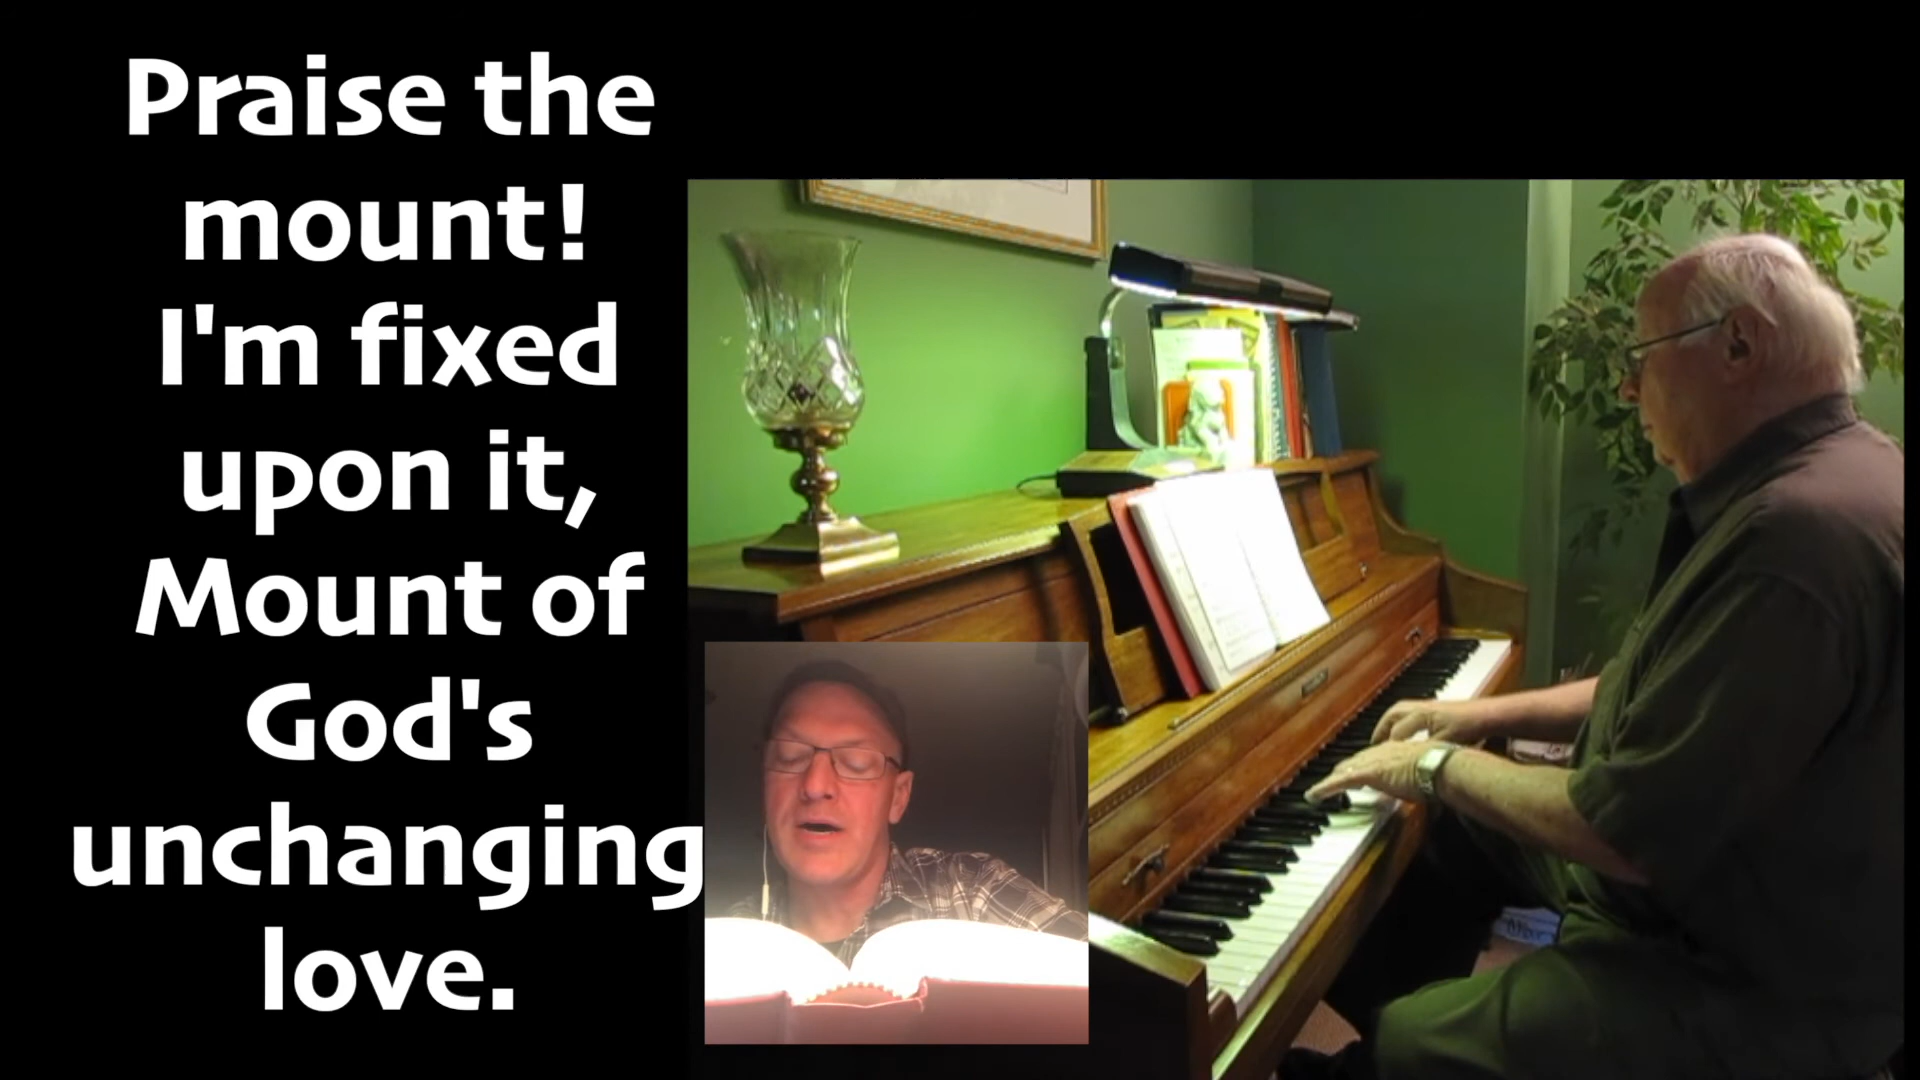 Praise the
mount!
I'm fixed
upon it,
Mount of
God's
unchanging
love.